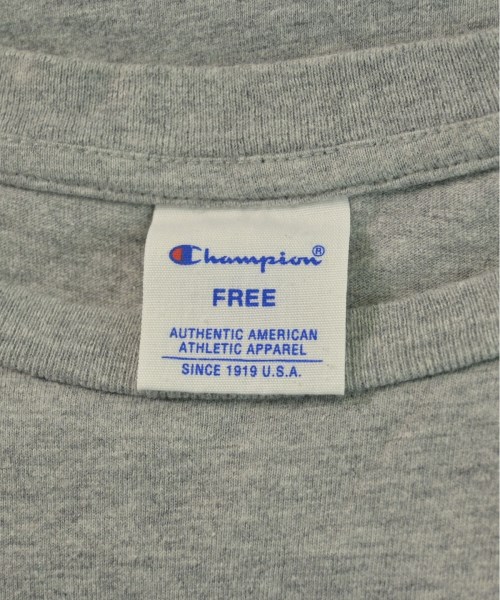 Champion®
FREE
AUTHENTIC AMERICAN
ATHLETIC APPAREL
SINCE 1919 U.S.A.